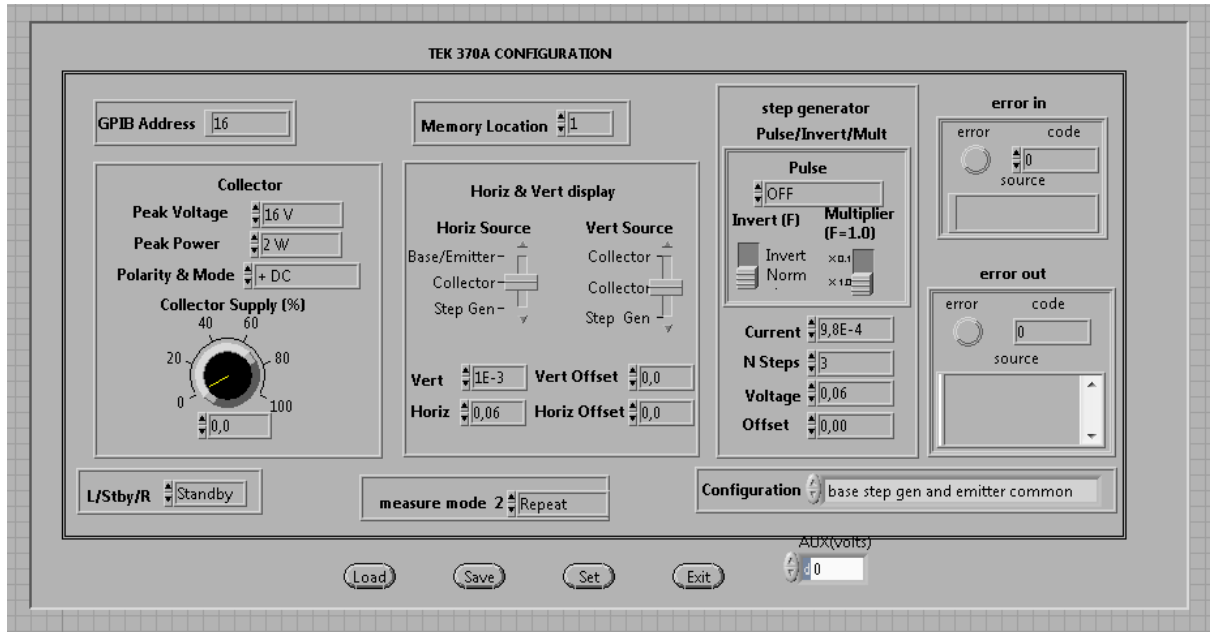 TEK 370A CONFIGURATION
GPIB Address 16
Memory Location 1
Collector
Peak Voltage 16 V
Peak Power 2 W
Polarity & Mode + DC
Collector Supply (%)
0 20 40 60 80 100
0,0
Horiz & Vert display
Horiz Source
Base/Emitter
Collector
Step Gen
Vert Source
Collector
Collector
Step Gen
Vert 1E-3
Vert Offset 0,0
Horiz 0,06
Horiz Offset 0,0
step generator
Pulse/Invert/Mult
Pulse
OFF
Invert (F)
Invert
Norm
Multiplier
(F=1.0)
x0.1
x1.0
Current 9,8E-4
N Steps 3
Voltage 0,06
Offset 0,00
error in
error code
0
source
error out
error code
0
source
L/Stby/R Standby
measure mode 2 Repeat
Configuration base step gen and emitter common
AUX(volts)
d 0
Load Save Set Exit